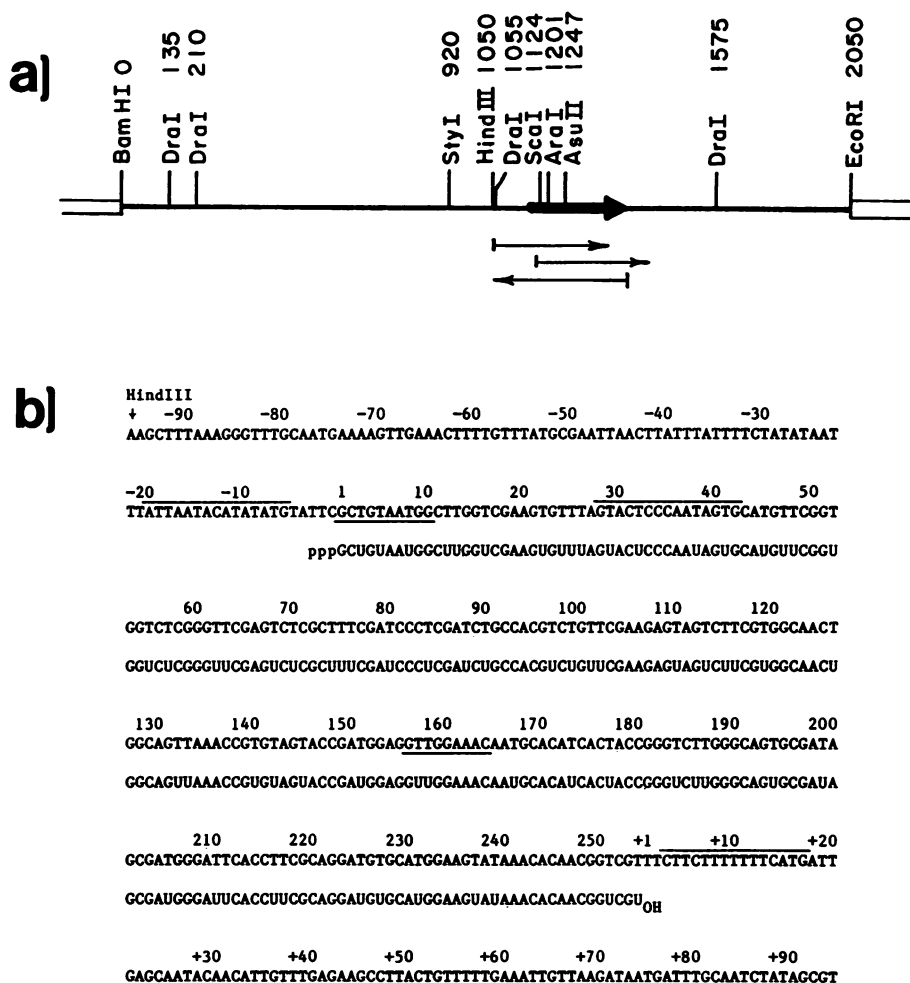 a)
BamHI 0
DraI 135
DraI 210
StyI 920
HindIII 1050
DraI 1055
ScaI 1124
AraI 1201
AsuII 1247
DraI 1575
EcoRI 2050
b)
HindIII
↓ -90 -80 -70 -60 -50 -40 -30
AAGCTTTAAAGGGTTTGCAATGAAAAGTTGAAACTTTTGTTTATGCGAATTAACTTATTTATTTTCTATATAAT
-20 -10 1 10 20 30 40 50
TTATTAATACATATATGTATTCGCTGTAATGGCTTGGTCGAAGTGTTTAGTACTCCCAATAGTGCATGTTCGGT
pppGCUGUAAUGGCUUGGUCGAAGUGUUUAGUACUCCCAAUAGUGCAUGUUCGGU
60 70 80 90 100 110 120
GGTCTCGGGTTCGAGTCTCGCTTTCGATCCCTCGATCTGCCACGTCTGTTCGAAGAGTAGTCTTCGTGGCAACT
GGUCUCGGGUUCGAGUCUCGCUUUCGAUCCCUCGAUCUGCCACGUCUGUUCGAAGAGUAGUCUUCGUGGCAACU
130 140 150 160 170 180 190 200
GGCAGTTAAACCGTGTAGTACCGATGGAGGTTGGAAACAATGCACATCACTACCGGGTCTTGGGCAGTGCGATA
GGCAGUUAAACCGUGUAGUACCGAUGGAGGUUGGAAACAAUGCACAUCACUACCGGGUCUUGGGCAGUGCGAUA
210 220 230 240 250 +1 +10 +20
GCGATGGGATTCACCTTCGCAGGATGTGCATGGAAGTATAAACACAACGGTCGTTTCTTCTTTTTTTCATGATT
GCGAUGGGAUUCACCUUCGCAGGAUGUGCAUGGAAGUAUAAACACAACGGUCGUOH
+30 +40 +50 +60 +70 +80 +90
GAGCAATACAACATTGTTTGAGAAGCCTTACTGTTTTTGAAATTGTTAAGATAATGATTTGCAATCTATAGCGT